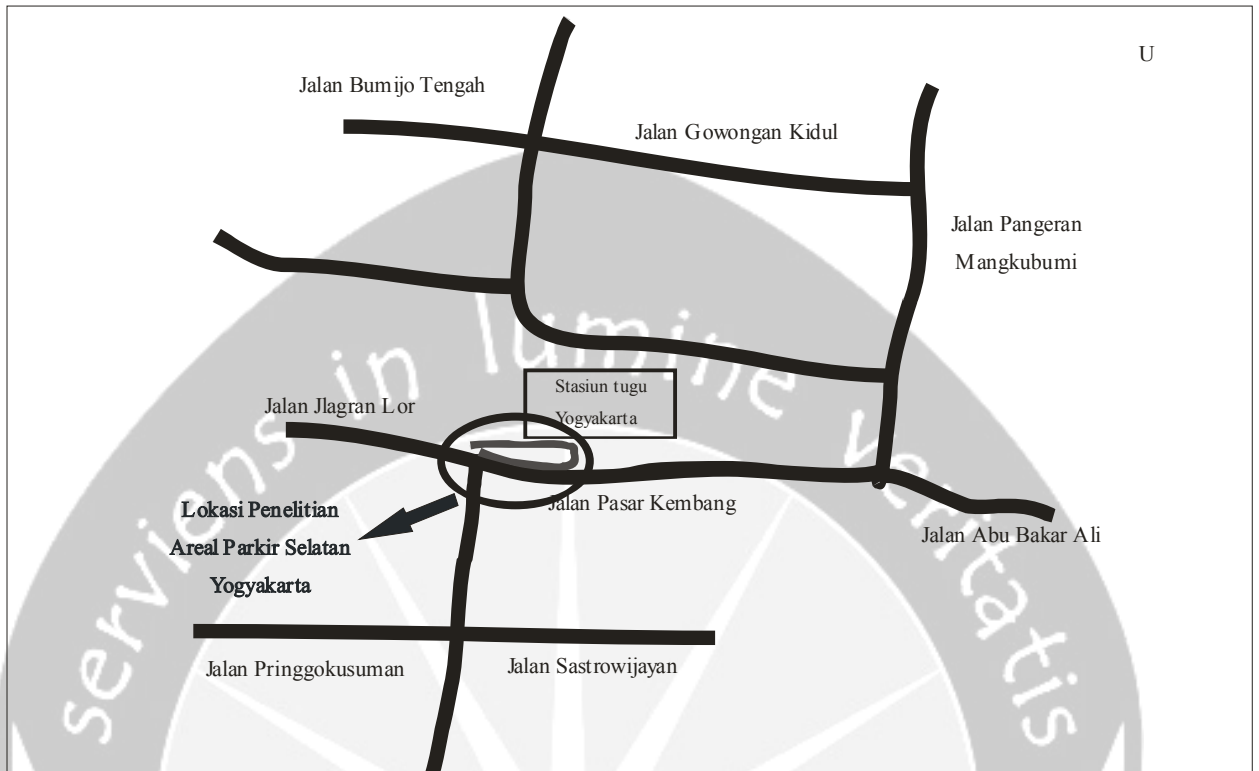 U
Jalan Bumijo Tengah
Jalan Gowongan Kidul
Jalan Pangeran
Mangkubumi
Stasiun tugu
Yogyakarta
Jalan Jlagran Lor
Jalan Pasar Kembang
Lokasi Penelitian
Areal Parkir Selatan
Yogyakarta
Jalan Abu Bakar Ali
Jalan Pringgokusuman
Jalan Sastrowijayan
serviens in lumine veritatis